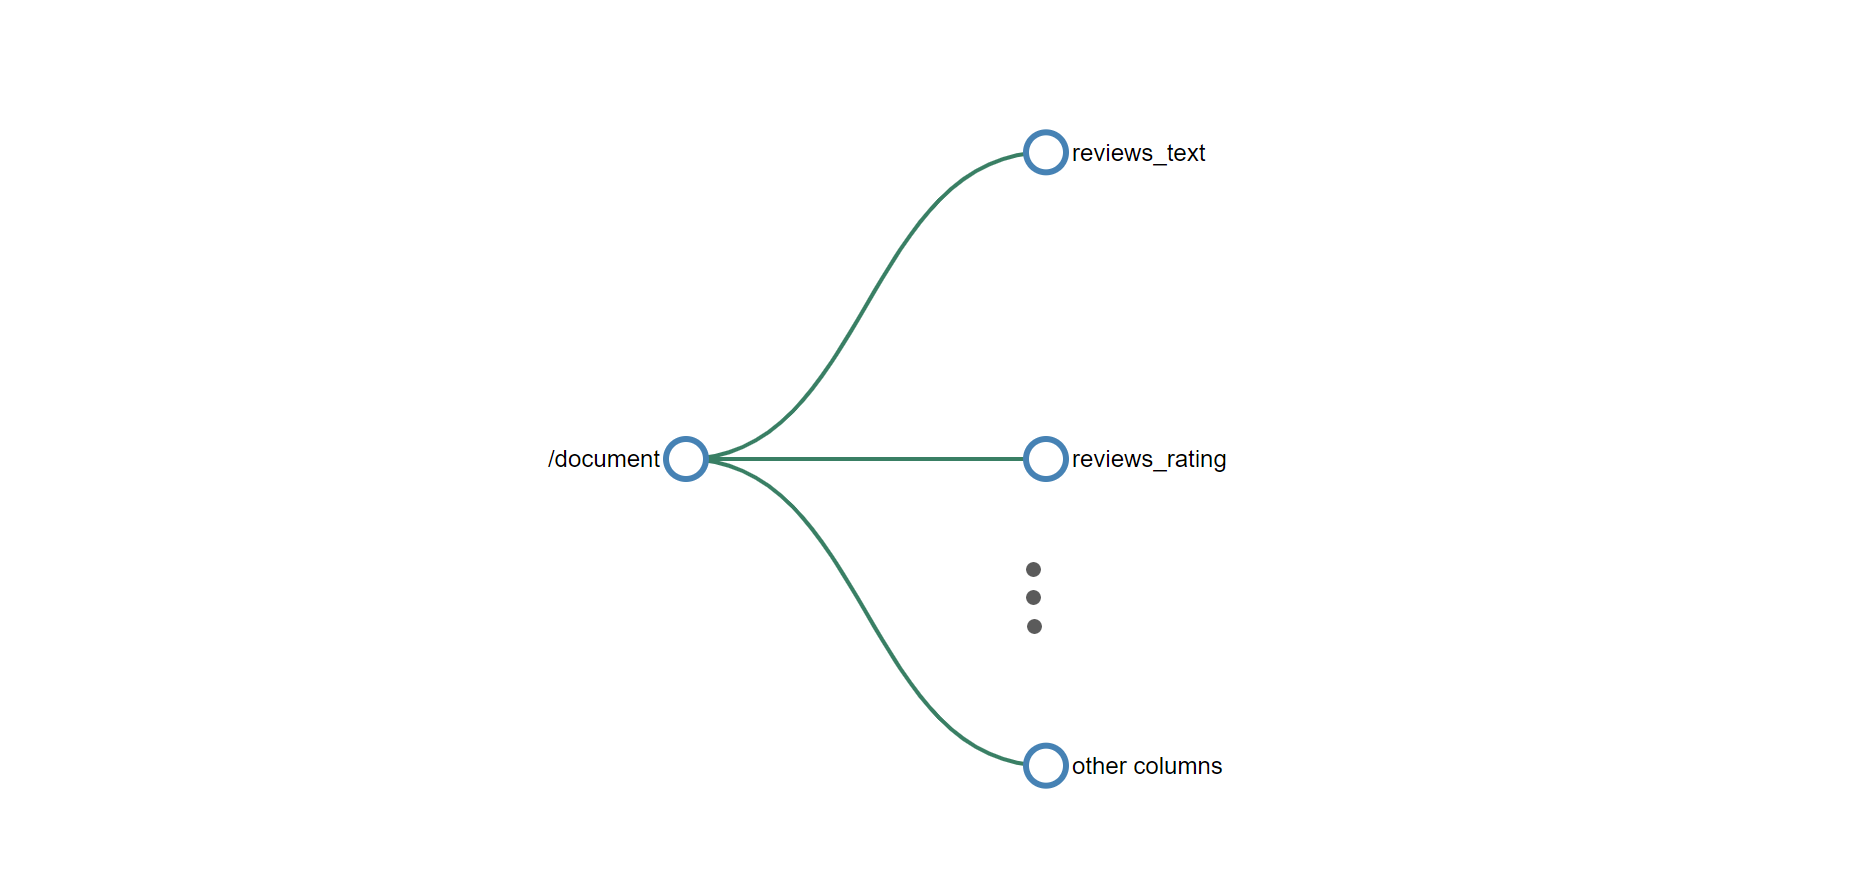 reviews_text
/document
reviews_rating
other columns